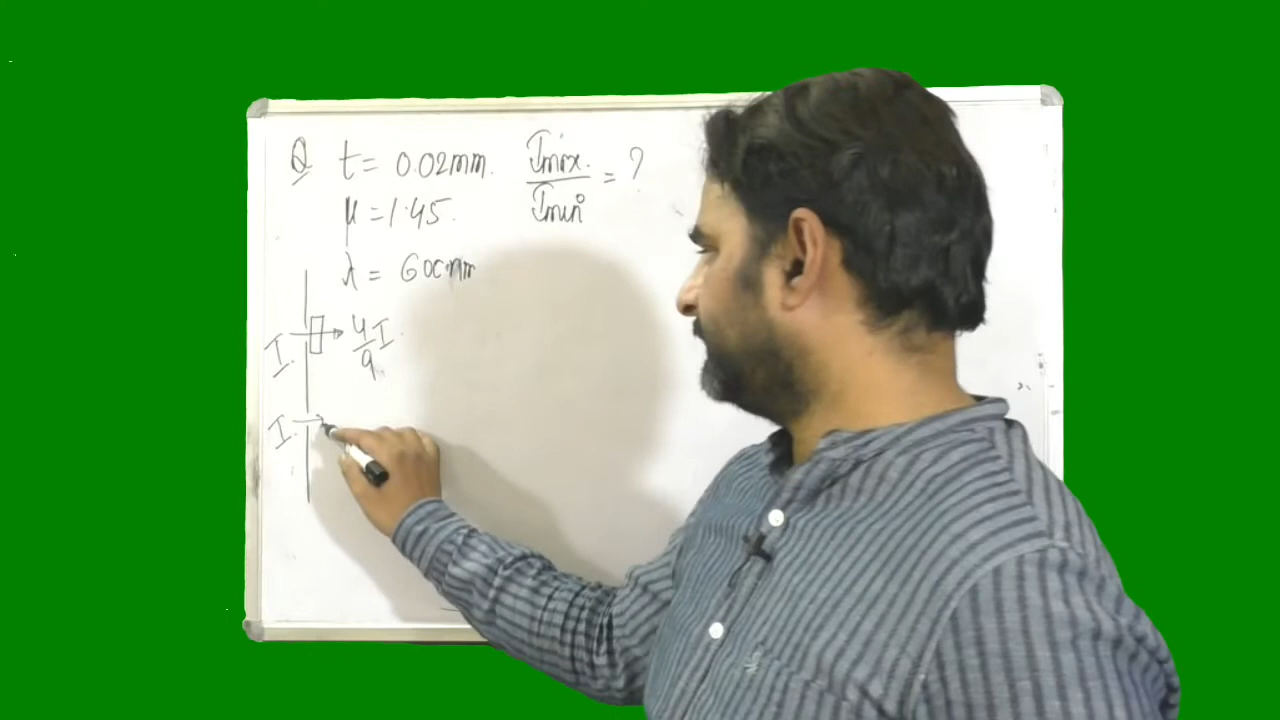 Q t = 0.02mm. Imax. / Imin = ?
μ = 1.45.
λ = 600nm
I 4/9 I
I